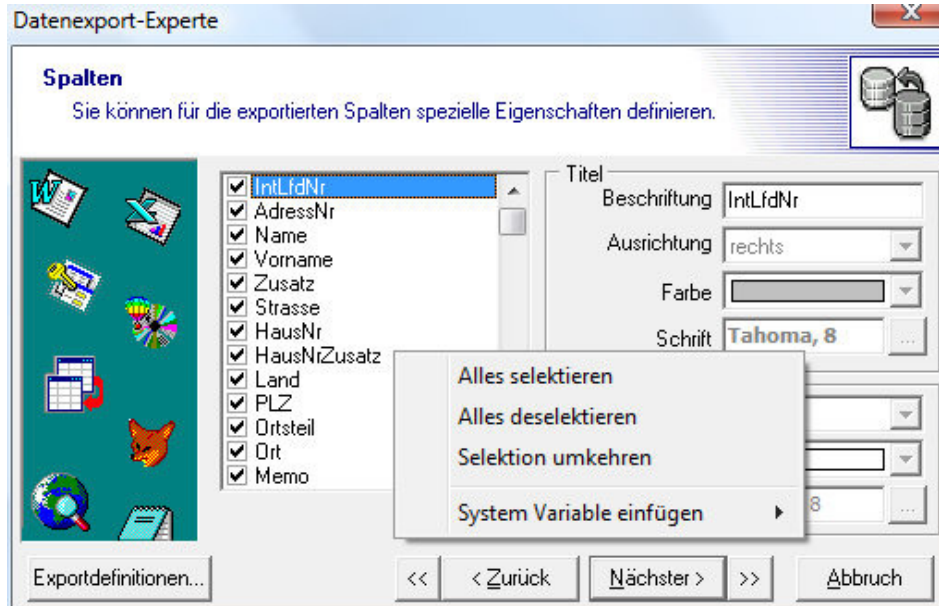 Datenexport-Experte
Spalten
Sie können für die exportierten Spalten spezielle Eigenschaften definieren.
IntLfdNr
AdressNr
Name
Vorname
Zusatz
Strasse
HausNr
HausNrZusatz
Land
PLZ
Ortsteil
Ort
Memo
Titel
Beschriftung IntLfdNr
Ausrichtung rechts
Farbe
Schrift Tahoma, 8 ...
Alles selektieren
Alles deselektieren
Selektion umkehren
System Variable einfügen
8 ...
Exportdefinitionen... << < Zurück Nächster > >> Abbruch